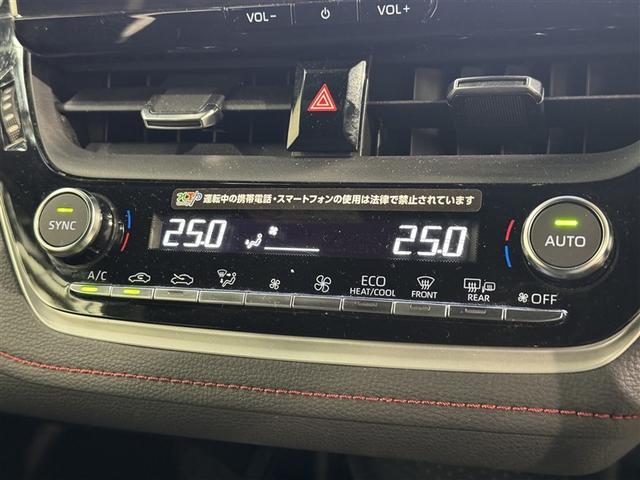 VOL− VOL+
運転中の携帯電話・スマートフォンの使用は法律で禁止されています
SYNC 25.0 25.0 AUTO
A/C ECO HEAT/COOL FRONT REAR OFF